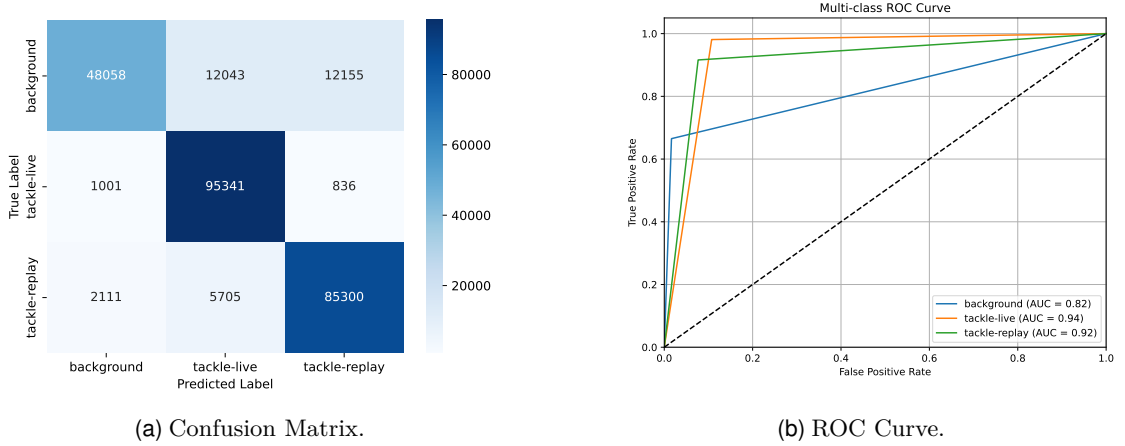 48058 12043 12155
1001 95341 836
2111 5705 85300
background
tackle-live
tackle-replay
True Label
background tackle-live tackle-replay
Predicted Label
80000
60000
40000
20000
(a) Confusion Matrix.
Multi-class ROC Curve
1.0
0.8
0.6
0.4
0.2
0.0
True Positive Rate
0.0 0.2 0.4 0.6 0.8 1.0
False Positive Rate
background (AUC = 0.82)
tackle-live (AUC = 0.94)
tackle-replay (AUC = 0.92)
(b) ROC Curve.